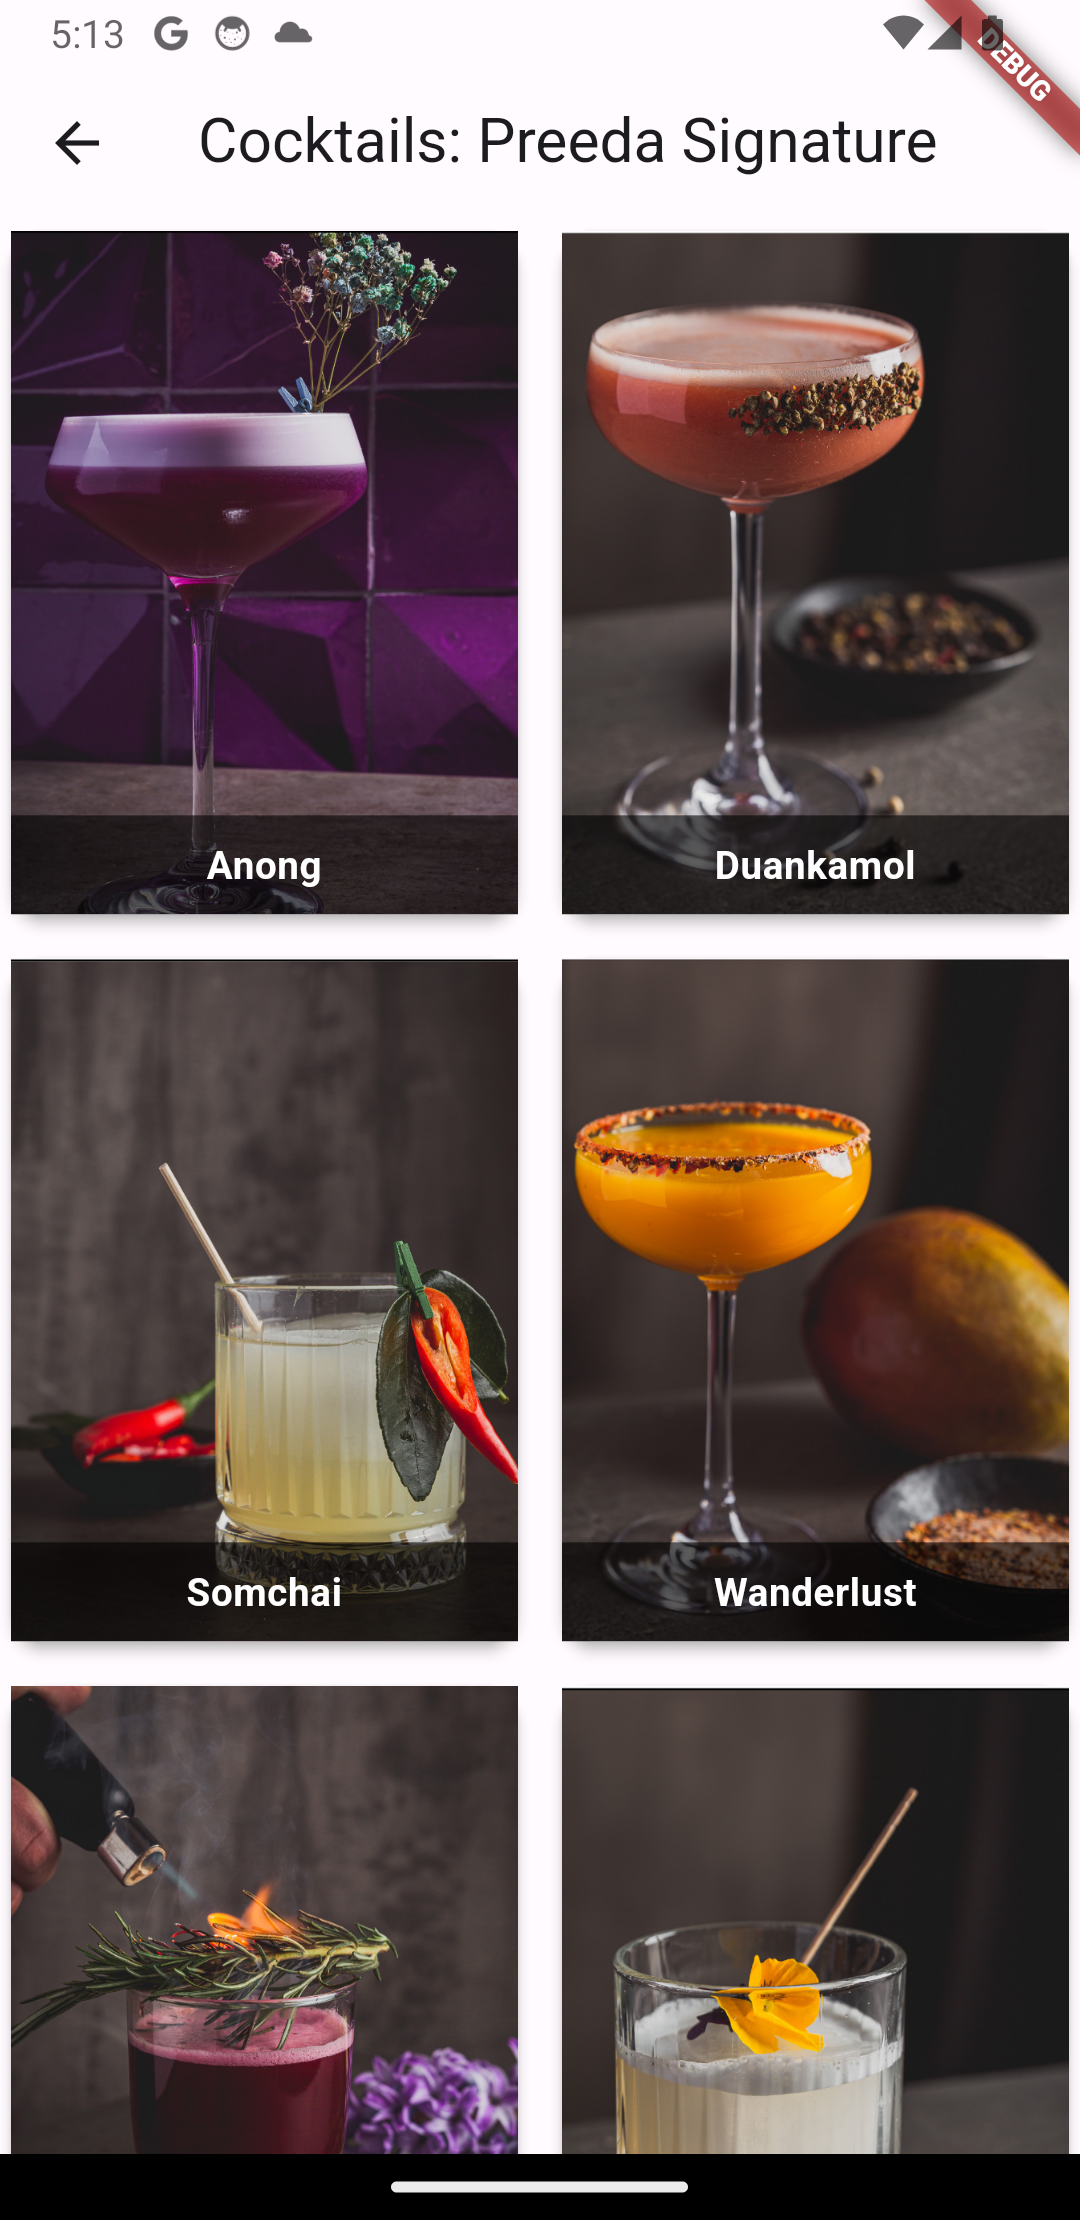 5:13
DEBUG
Cocktails: Preeda Signature
Anong
Duankamol
Somchai
Wanderlust